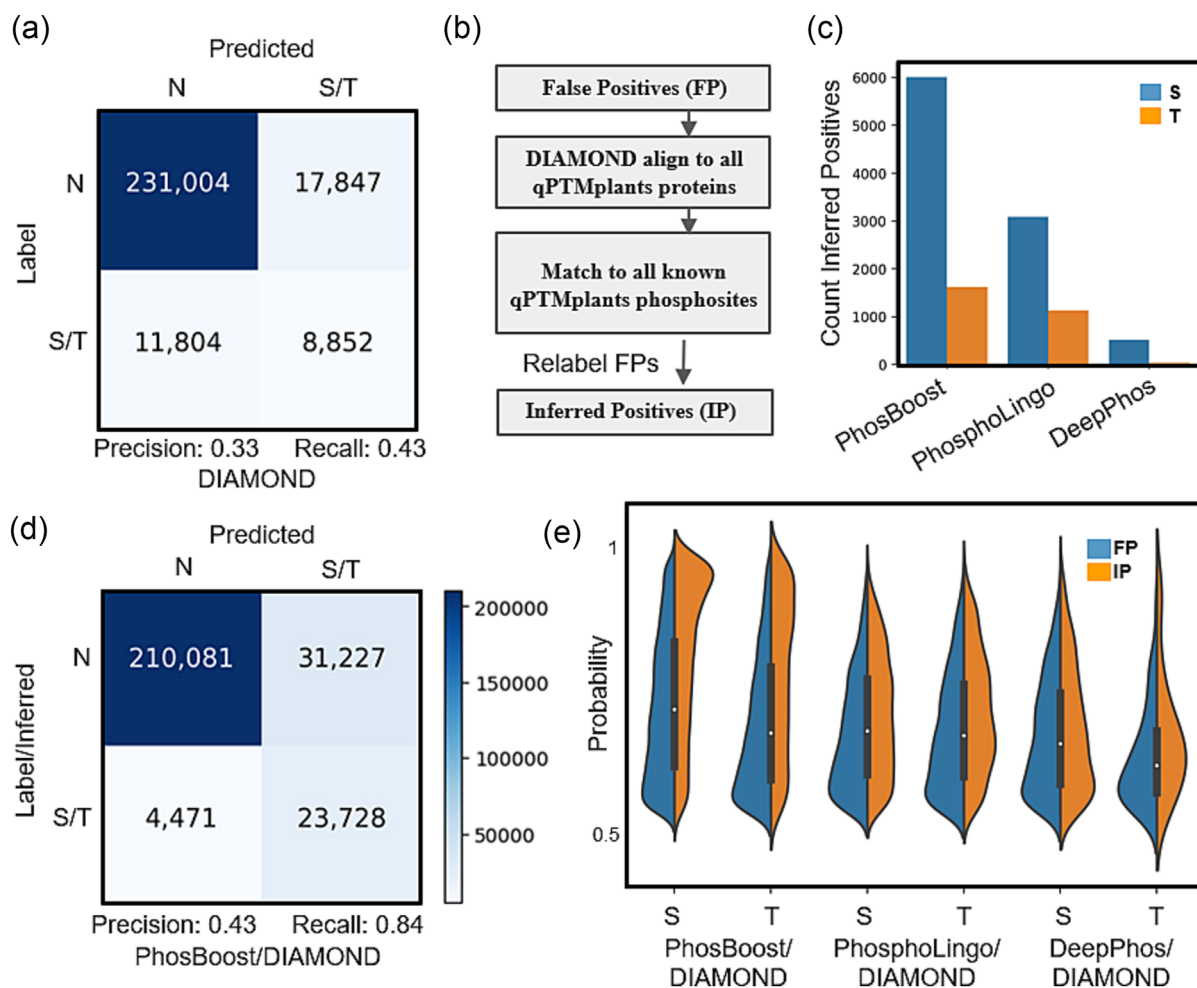 (a)
Predicted
N S/T
N
231,004 17,847
Label
S/T
11,804 8,852
Precision: 0.33 Recall: 0.43
DIAMOND
(b)
False Positives (FP)
DIAMOND align to all
qPTMplants proteins
Match to all known
qPTMplants phosphosites
Relabel FPs
Inferred Positives (IP)
(c)
Count Inferred Positives
6000
5000
4000
3000
2000
1000
0
S
T
PhosBoost
PhosphoLingo
DeepPhos
(d)
Predicted
N S/T
N
210,081 31,227
Label/Inferred
S/T
4,471 23,728
Precision: 0.43 Recall: 0.84
PhosBoost/DIAMOND
200000
150000
100000
50000
(e)
Probability
1
0.5
FP
IP
S T S T S T
PhosBoost/ PhosphoLingo/ DeepPhos/
DIAMOND DIAMOND DIAMOND